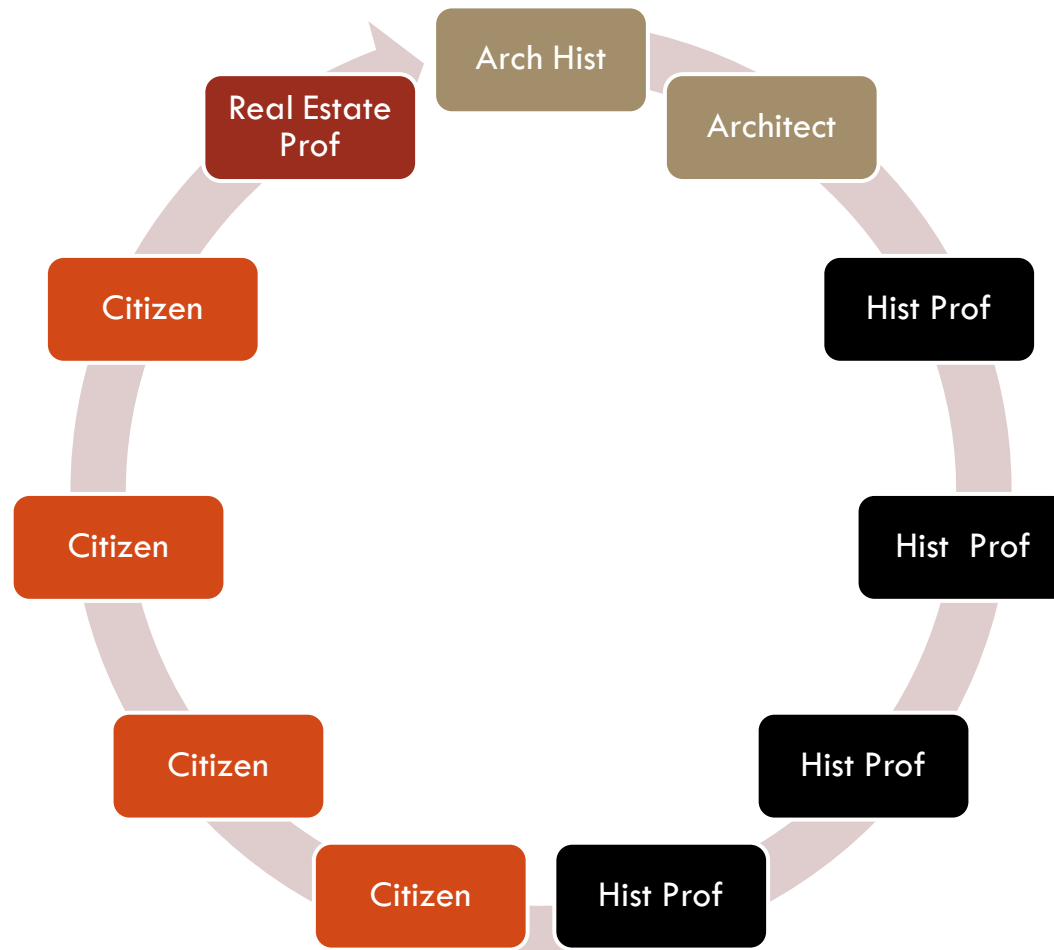 Arch Hist
Architect
Hist Prof
Hist  Prof
Hist Prof
Hist Prof
Citizen
Citizen
Citizen
Citizen
Real Estate
Prof